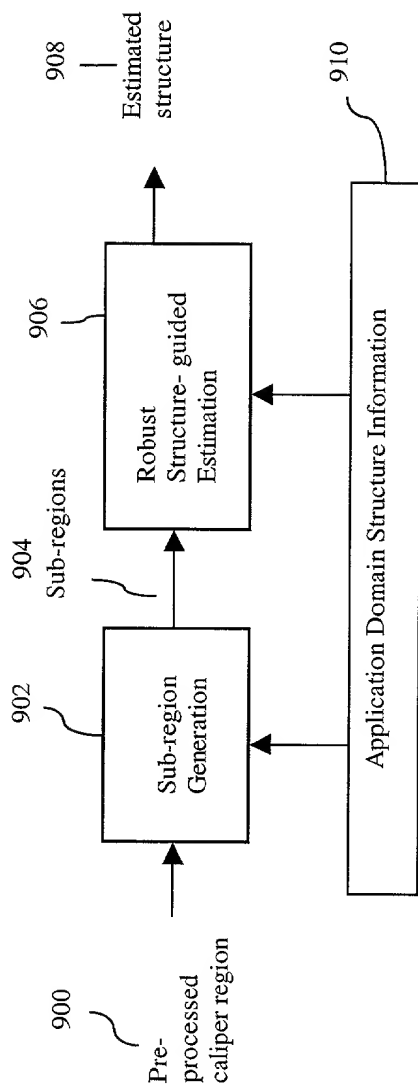 900
Pre-
processed
caliper region
902
Sub-region
Generation
904
Sub-regions
906
Robust
Structure- guided
Estimation
908
Estimated
structure
910
Application Domain Structure Information